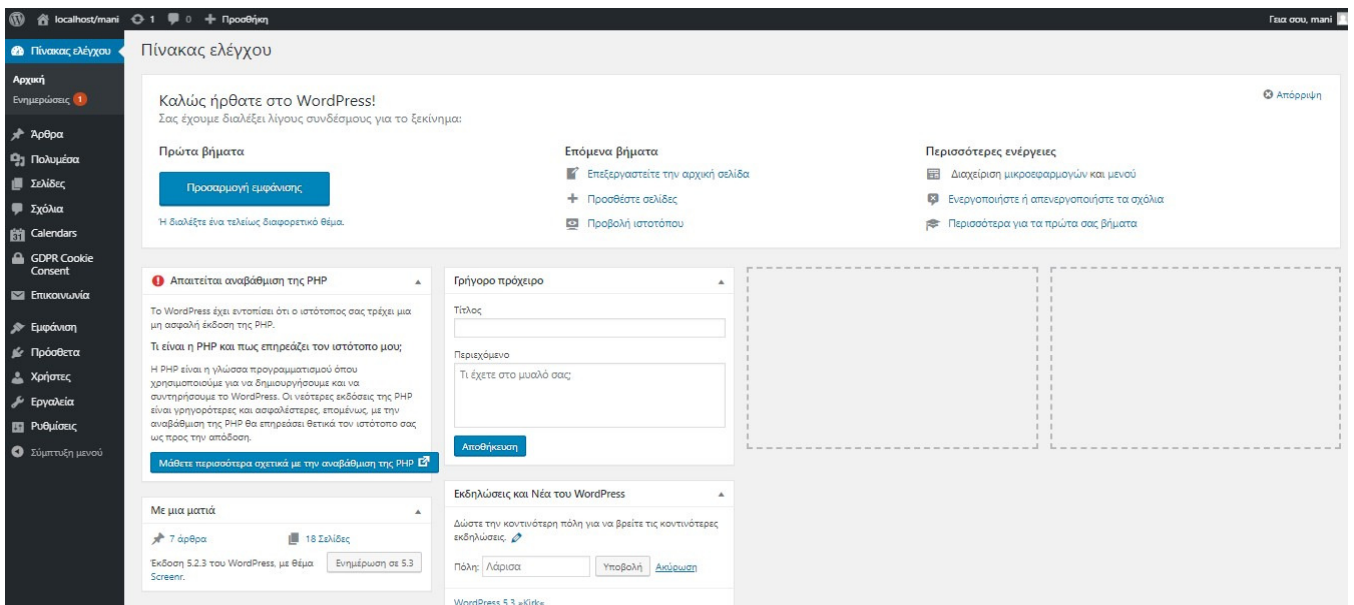 localhost/mani 1 0 Προσθήκη
Γεια σου, mani
Πίνακας ελέγχου
Αρχική
Ενημερώσεις 1
Άρθρα
Πολυμέσα
Σελίδες
Σχόλια
Calendars
GDPR Cookie
Consent
Επικοινωνία
Εμφάνιση
Πρόσθετα
Χρήστες
Εργαλεία
Ρυθμίσεις
Σύμπτυξη μενού
Πίνακας ελέγχου
Καλώς ήρθατε στο WordPress!
Απόρριψη
Σας έχουμε διαλέξει λίγους συνδέσμους για το ξεκίνημα:
Πρώτα βήματα
Προσαρμογή εμφάνισης
Ή διαλέξτε ένα τελείως διαφορετικό θέμα.
Επόμενα βήματα
Επεξεργαστείτε την αρχική σελίδα
Προσθέστε σελίδες
Προβολή ιστοτόπου
Περισσότερες ενέργειες
Διαχείριση μικροεφαρμογών και μενού
Ενεργοποιήστε ή απενεργοποιήστε τα σχόλια
Περισσότερα για τα πρώτα σας βήματα
Απαιτείται αναβάθμιση της PHP
Το WordPress έχει εντοπίσει ότι ο ιστότοπος σας τρέχει μια
μη ασφαλή έκδοση της PHP.
Τι είναι η PHP και πως επηρεάζει τον ιστότοπο μου;
Η PHP είναι η γλώσσα προγραμματισμού όπου
χρησιμοποιούμε για να δημιουργήσουμε και να
συντηρήσουμε το WordPress. Οι νεότερες εκδόσεις της PHP
είναι γρηγορότερες και ασφαλέστερες, επομένως, με την
αναβάθμιση της PHP θα επηρεάσει θετικά τον ιστότοπο σας
ως προς την απόδοση.
Μάθετε περισσότερα σχετικά με την αναβάθμιση της PHP
Με μια ματιά
7 άρθρα
18 Σελίδες
Έκδοση 5.2.3 του WordPress, με θέμα
Screenr.
Ενημέρωση σε 5.3
Γρήγορο πρόχειρο
Τίτλος
Περιεχόμενο
Τι έχετε στο μυαλό σας;
Αποθήκευση
Εκδηλώσεις και Νέα του WordPress
Δώστε την κοντινότερη πόλη για να βρείτε τις κοντινότερες
εκδηλώσεις.
Πόλη: Λάρισα Υποβολή Ακύρωση
WordPress 5.3 »Kirk«